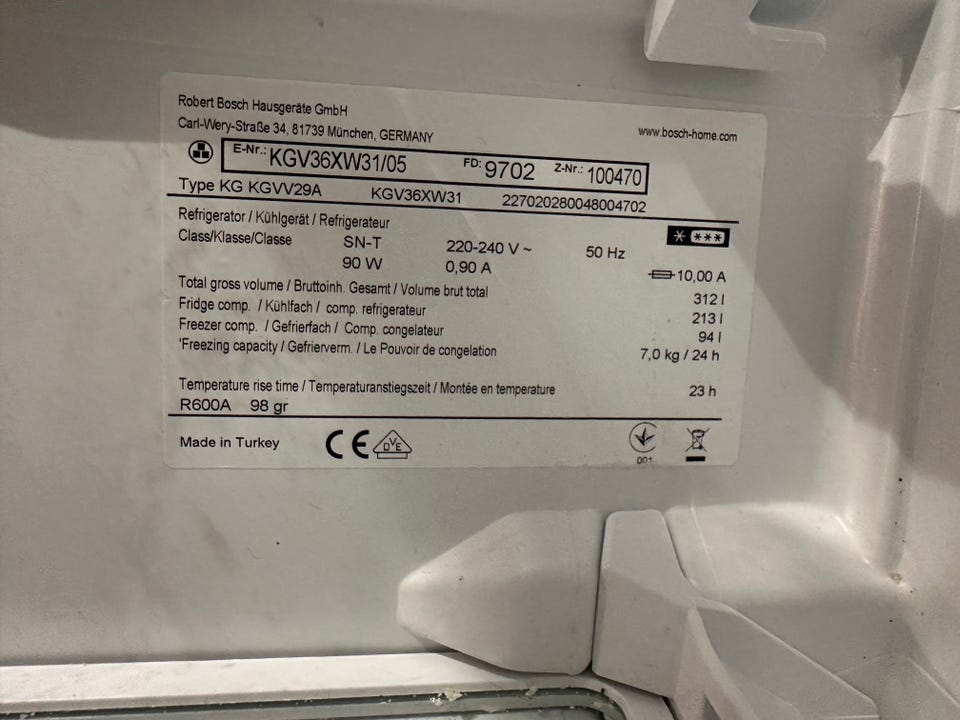 Robert Bosch Hausgeräte GmbH
Carl-Wery-Straße 34, 81739 München, GERMANY
www.bosch-home.com
E-Nr.: KGV36XW31/05 FD: 9702 Z-Nr.: 100470
Type KG KGVV29A KGV36XW31 227020280048004702
Refrigerator / Kühlgerät / Refrigerateur
Class/Klasse/Classe SN-T 220-240 V ~ 50 Hz
90 W 0,90 A 10,00 A
Total gross volume / Bruttoinh. Gesamt / Volume brut total 312 l
Fridge comp. / Kühlfach / comp. refrigerateur 213 l
Freezer comp. / Gefrierfach / Comp. congelateur 94 l
'Freezing capacity / Gefrierverm. / Le Pouvoir de congelation 7,0 kg / 24 h
Temperature rise time / Temperaturanstiegszeit / Montée en temperature 23 h
R600A 98 gr
Made in Turkey CE DVE 001